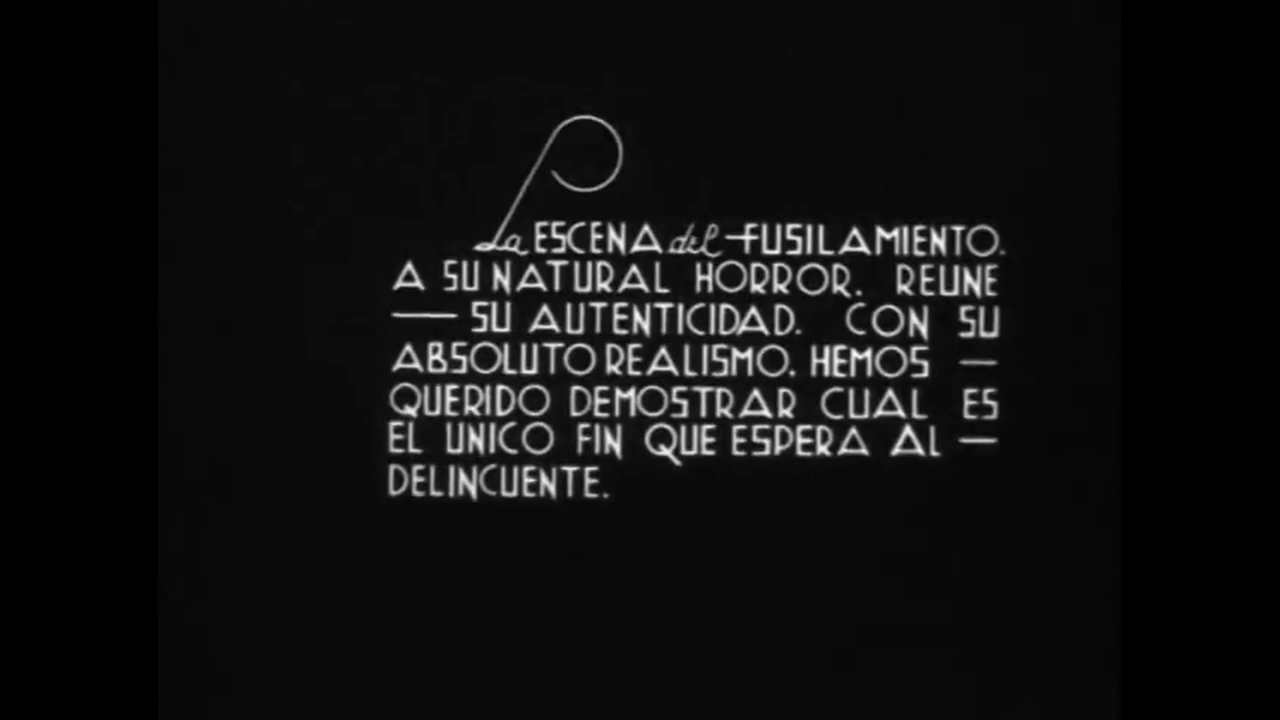 La ESCENA del FUSILAMIENTO.
A SU NATURAL HORROR. REUNE
— SU AUTENTICIDAD. CON SU
ABSOLUTO REALISMO. HEMOS —
QUERIDO DEMOSTRAR CUAL ES
EL UNICO FIN QUE ESPERA AL —
DELINCUENTE.